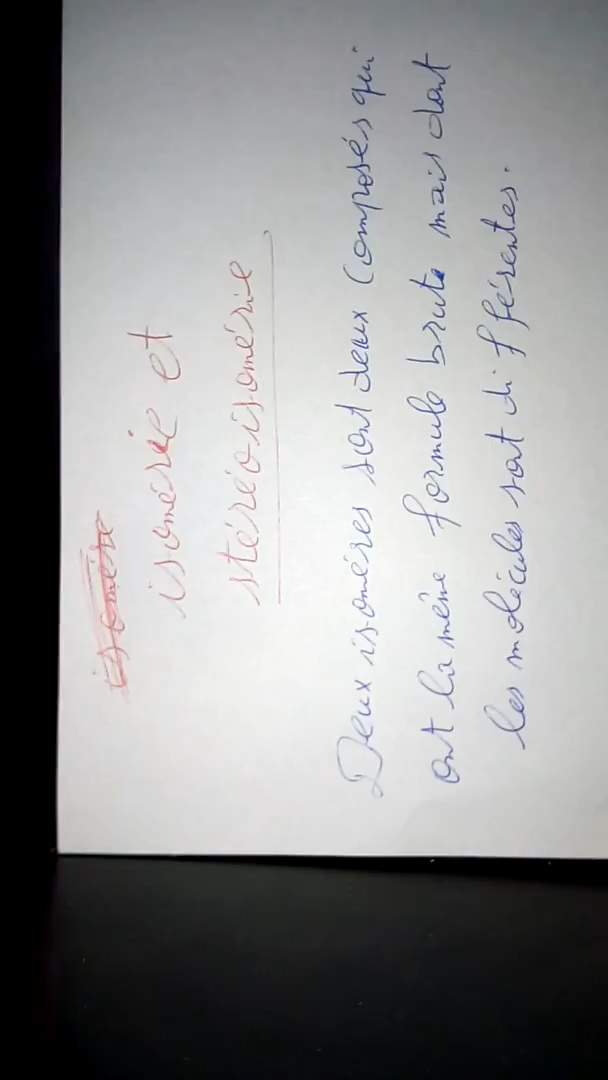 isomérie et
stéréoisomérie
Deux isomères sont deux composés qui
ont la même formule brute mais dont
les molécules sont différentes.